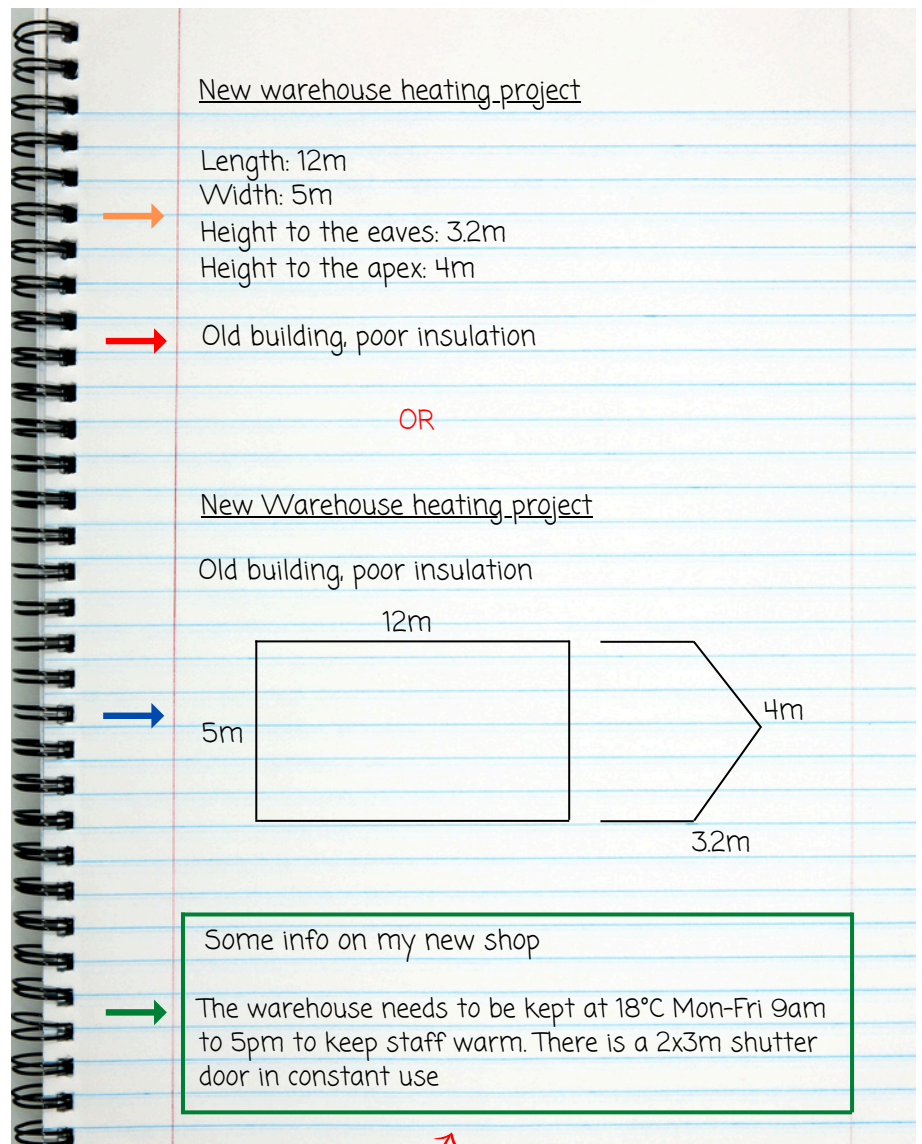 New warehouse heating project
Length: 12m
Width: 5m
Height to the eaves: 3.2m
Height to the apex: 4m
Old building, poor insulation
OR
New Warehouse heating project
Old building, poor insulation
12m
5m
4m
3.2m
Some info on my new shop
The warehouse needs to be kept at 18°C Mon-Fri 9am
to 5pm to keep staff warm. There is a 2x3m shutter
door in constant use